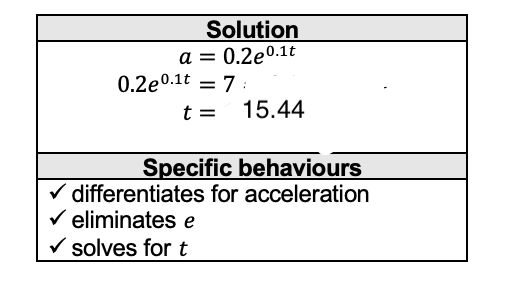 Solution
a = 0.2e^{0.1t}
0.2e^{0.1t} = 7
t = 15.44
Specific behaviours
✓ differentiates for acceleration
✓ eliminates e
✓ solves for t